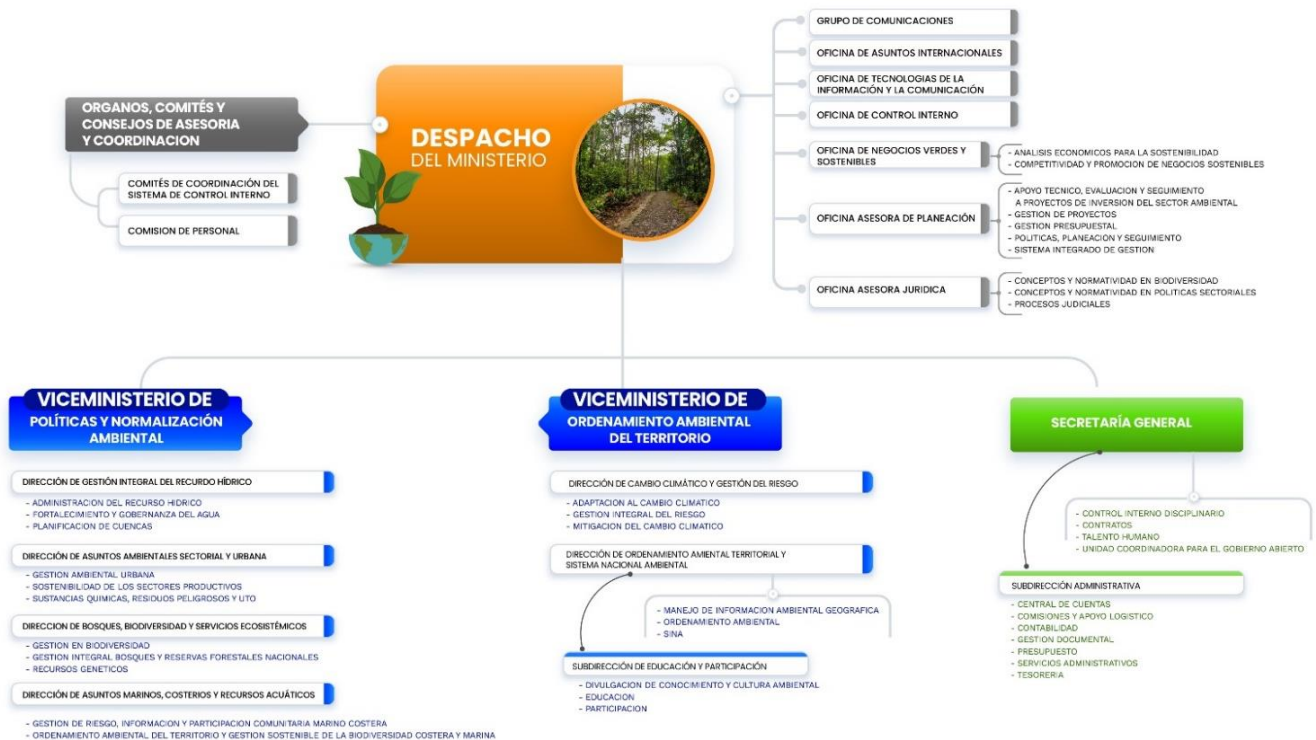 GRUPO DE COMUNICACIONES
OFICINA DE ASUNTOS INTERNACIONALES
OFICINA DE TECNOLOGIAS DE LA
INFORMACIÓN Y LA COMUNICACIÓN
OFICINA DE CONTROL INTERNO
OFICINA DE NEGOCIOS VERDES Y
SOSTENIBLES
- ANALISIS ECONOMICOS PARA LA SOSTENIBILIDAD
- COMPETITIVIDAD Y PROMOCION DE NEGOCIOS SOSTENIBLES
OFICINA ASESORA DE PLANEACIÓN
- APOYO TECNICO, EVALUACION Y SEGUIMIENTO
A PROYECTOS DE INVERSION DEL SECTOR AMBIENTAL
- GESTION DE PROYECTOS
- GESTION PRESUPUESTAL
- POLITICAS, PLANEACION Y SEGUIMIENTO
- SISTEMA INTEGRADO DE GESTION
OFICINA ASESORA JURIDICA
- CONCEPTOS Y NORMATIVIDAD EN BIODIVERSIDAD
- CONCEPTOS Y NORMATIVIDAD EN POLITICAS SECTORIALES
- PROCESOS JUDICIALES
DESPACHO
DEL MINISTERIO
ORGANOS, COMITÉS Y
CONSEJOS DE ASESORIA
Y COORDINACION
COMITÉS DE COORDINACIÓN DEL
SISTEMA DE CONTROL INTERNO
COMISION DE PERSONAL
VICEMINISTERIO DE
POLÍTICAS Y NORMALIZACIÓN
AMBIENTAL
DIRECCIÓN DE GESTIÓN INTEGRAL DEL RECURDO HÍDRICO
- ADMINISTRACION DEL RECURSO HIDRICO
- FORTALECIMIENTO Y GOBERNANZA DEL AGUA
- PLANIFICACION DE CUENCAS
DIRECCIÓN DE ASUNTOS AMBIENTALES SECTORIAL Y URBANA
- GESTION AMBIENTAL URBANA
- SOSTENIBILIDAD DE LOS SECTORES PRODUCTIVOS
- SUSTANCIAS QUIMICAS, RESIDUOS PELIGROSOS Y UTO
DIRECCION DE BOSQUES, BIODIVERSIDAD Y SERVICIOS ECOSISTÉMICOS
- GESTION EN BIODIVERSIDAD
- GESTION INTEGRAL BOSQUES Y RESERVAS FORESTALES NACIONALES
- RECURSOS GENETICOS
DIRECCIÓN DE ASUNTOS MARINOS, COSTERIOS Y RECURSOS ACUÁTICOS
- GESTION DE RIESGO, INFORMACION Y PARTICIPACION COMUNITARIA MARINO COSTERA
- ORDENAMIENTO AMBIENTAL DEL TERRITORIO Y GESTION SOSTENIBLE DE LA BIODIVERSIDAD COSTERA Y MARINA
VICEMINISTERIO DE
ORDENAMIENTO AMBIENTAL
DEL TERRITORIO
DIRECCIÓN DE CAMBIO CLIMÁTICO Y GESTIÓN DEL RIESGO
- ADAPTACION AL CAMBIO CLIMATICO
- GESTION INTEGRAL DEL RIESGO
- MITIGACION DEL CAMBIO CLIMATICO
DIRECCIÓN DE ORDENAMIENTO AMIENTAL TERRITORIAL Y
SISTEMA NACIONAL AMBIENTAL
- MANEJO DE INFORMACION AMBIENTAL GEOGRAFICA
- ORDENAMIENTO AMBIENTAL
- SINA
SUBDIRECCIÓN DE EDUCACIÓN Y PARTICIPACIÓN
- DIVULGACION DE CONOCIMIENTO Y CULTURA AMBIENTAL
- EDUCACION
- PARTICIPACION
SECRETARÍA GENERAL
- CONTROL INTERNO DISCIPLINARIO
- CONTRATOS
- TALENTO HUMANO
- UNIDAD COORDINADORA PARA EL GOBIERNO ABIERTO
SUBDIRECCIÓN ADMINISTRATIVA
- CENTRAL DE CUENTAS
- COMISIONES Y APOYO LOGISTICO
- CONTABILIDAD
- GESTION DOCUMENTAL
- PRESUPUESTO
- SERVICIOS ADMINISTRATIVOS
- TESORERIA